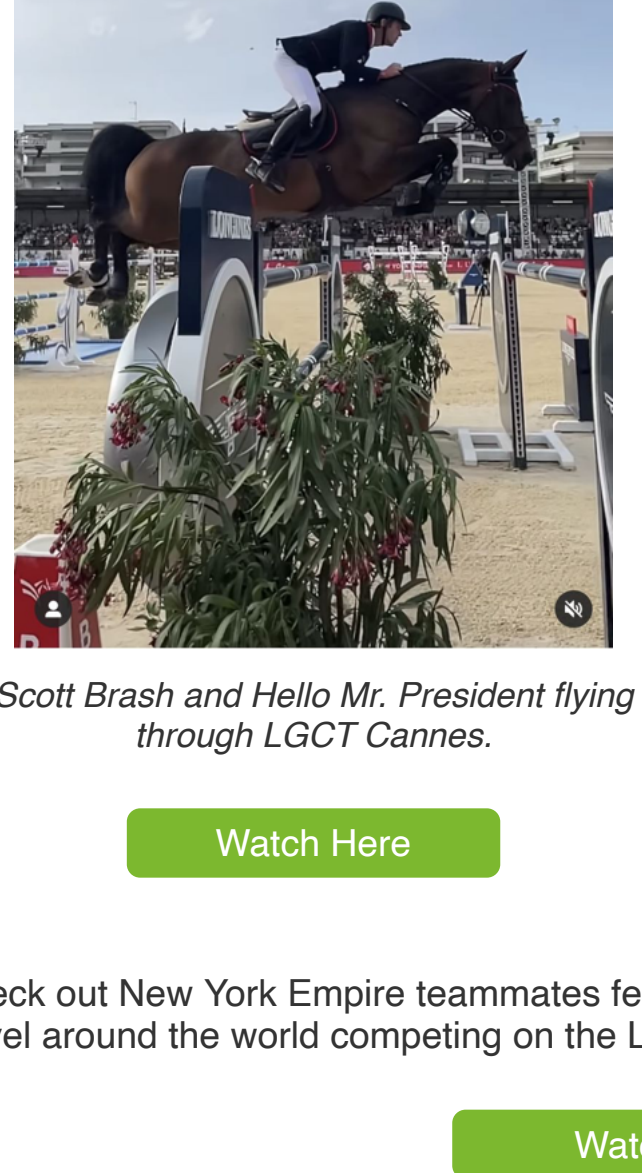 LONGINES
Scott Brash and Hello Mr. President flying
through LGCT Cannes.
Watch Here
eck out New York Empire teammates fe
vel around the world competing on the L
Wat